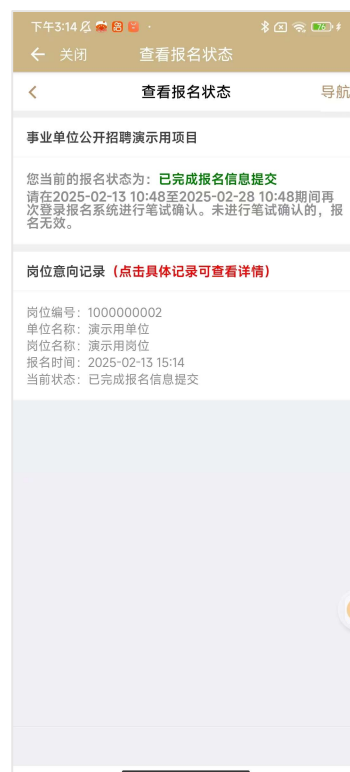 下午3:14
76
关闭 查看报名状态
查看报名状态 导航
事业单位公开招聘演示用项目
您当前的报名状态为：已完成报名信息提交
请在2025-02-13 10:48至2025-02-28 10:48期间再
次登录报名系统进行笔试确认。未进行笔试确认的，报
名无效。
岗位意向记录（点击具体记录可查看详情）
岗位编号：1000000002
单位名称：演示用单位
岗位名称：演示用岗位
报名时间：2025-02-13 15:14
当前状态：已完成报名信息提交